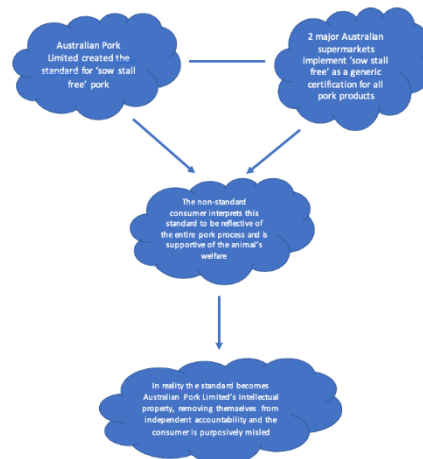 Australian Pork
Limited created the
standard for 'sow stall
free' pork
2 major Australian
supermarkets
implement 'sow stall
free' as a generic
certification for all
pork products
The non-standard
consumer interprets this
standard to be reflective of
the entire pork process and is
supportive of the animal's
welfare
In reality the standard becomes
Australian Pork Limited's intellectual
property, removing themselves from
independent accountability and the
consumer is purposively misled